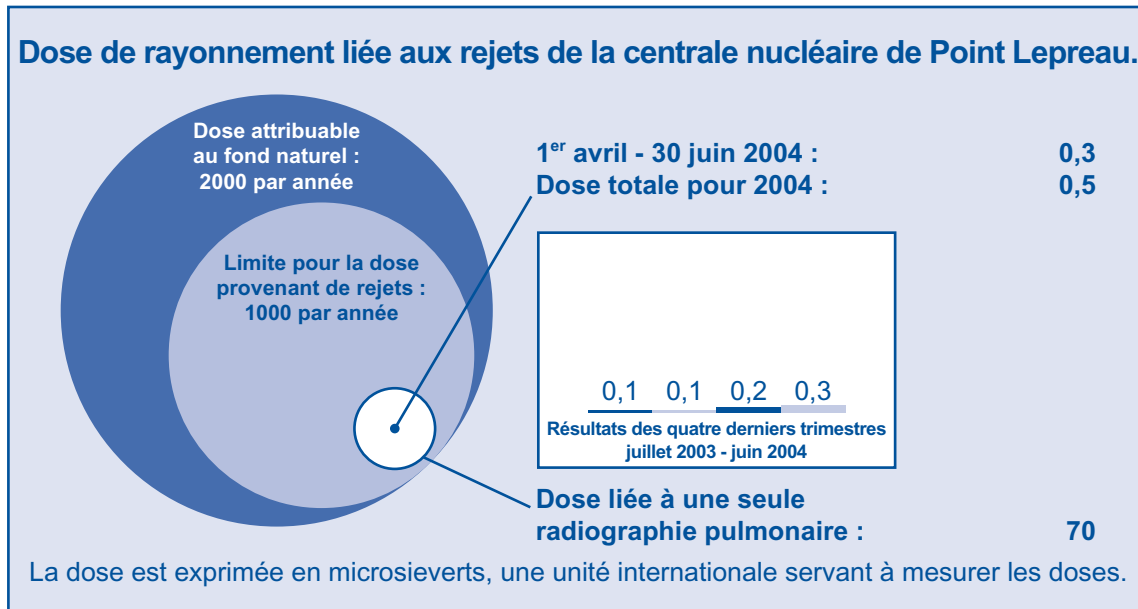 Dose de rayonnement liée aux rejets de la centrale nucléaire de Point Lepreau.
Dose attribuable
au fond naturel :
2000 par année
Limite pour la dose
provenant de rejets :
1000 par année
1er avril - 30 juin 2004 : 0,3
Dose totale pour 2004 : 0,5
0,1 0,1 0,2 0,3
Résultats des quatre derniers trimestres
juillet 2003 - juin 2004
Dose liée à une seule
radiographie pulmonaire : 70
La dose est exprimée en microsieverts, une unité internationale servant à mesurer les doses.